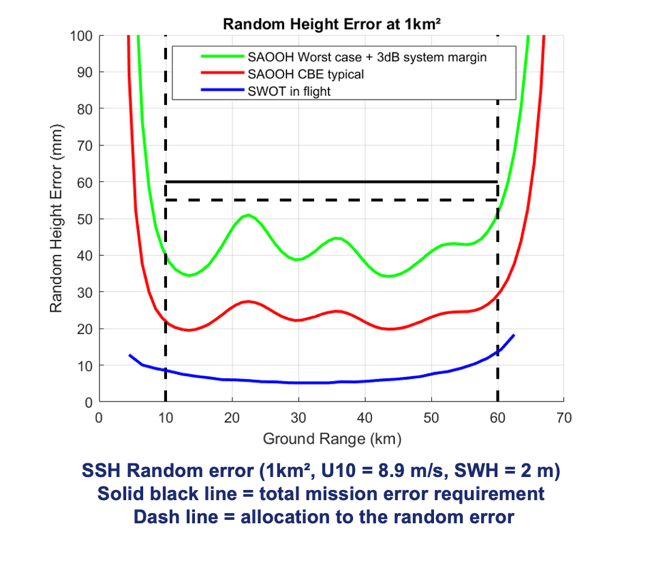 Random Height Error at 1km²
100
90
80
70
60
50
40
30
20
10
0
Random Height Error (mm)
SAOOH Worst case + 3dB system margin
SAOOH CBE typical
SWOT in flight
0 10 20 30 40 50 60 70
Ground Range (km)
SSH Random error (1km², U10 = 8.9 m/s, SWH = 2 m)
Solid black line = total mission error requirement
Dash line = allocation to the random error